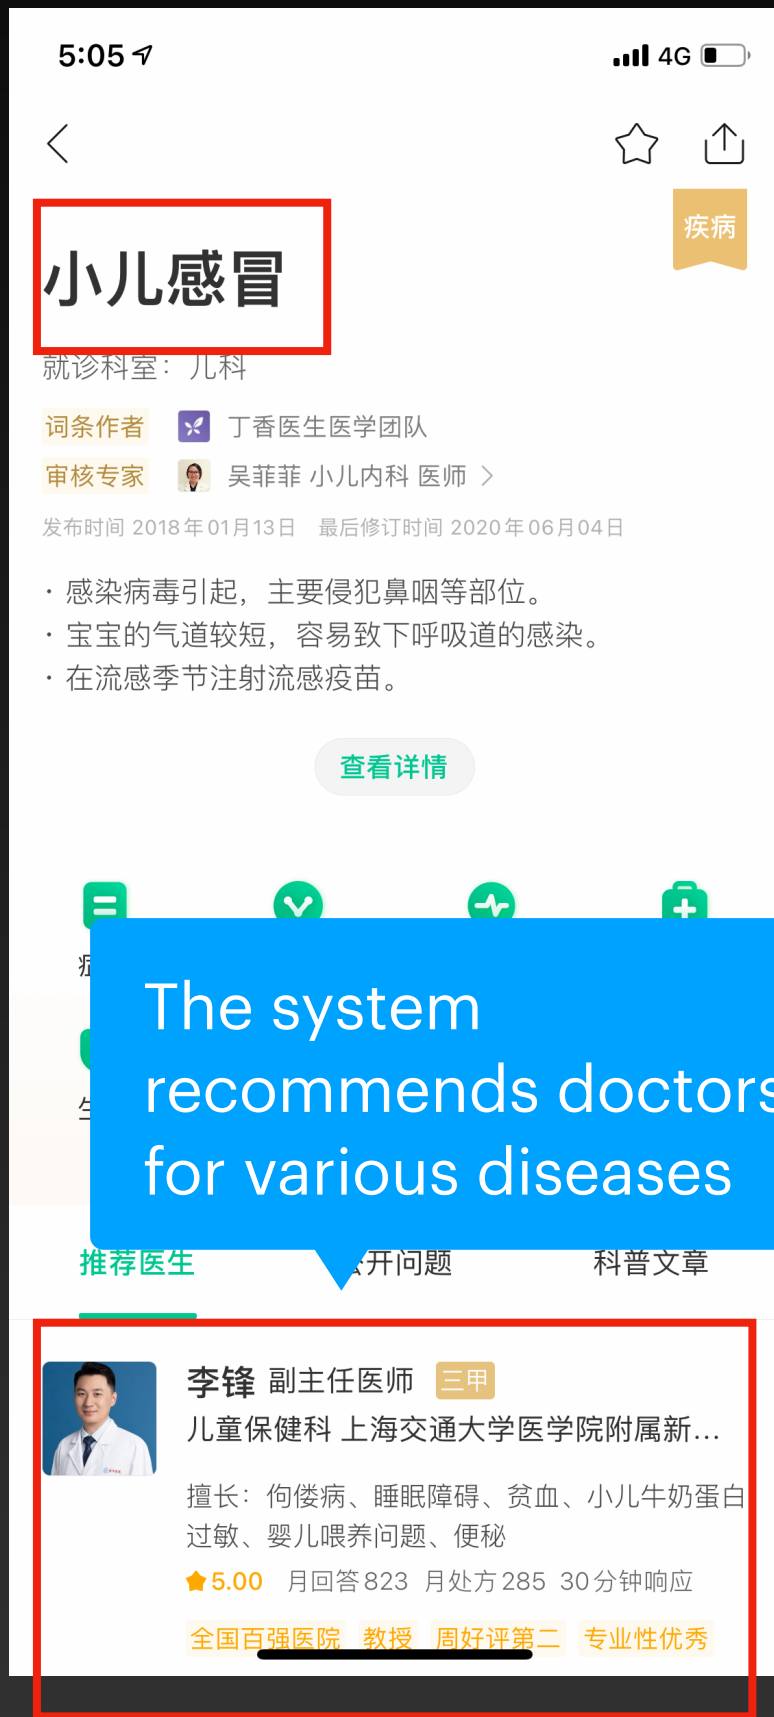 5:05
4G
疾病
小儿感冒
就诊科室：儿科
词条作者 丁香医生医学团队
审核专家 吴菲菲 小儿内科 医师
发布时间 2018年01月13日 最后修订时间 2020年06月04日
· 感染病毒引起，主要侵犯鼻咽等部位。
· 宝宝的气道较短，容易致下呼吸道的感染。
· 在流感季节注射流感疫苗。
查看详情
The system
recommends doctors
for various diseases
推荐医生 开问题 科普文章
李锋 副主任医师 三甲
儿童保健科 上海交通大学医学院附属新...
擅长：佝偻病、睡眠障碍、贫血、小儿牛奶蛋白
过敏、婴儿喂养问题、便秘
5.00 月回答823 月处方285 30分钟响应
全国百强医院 教授 周好评第二 专业性优秀